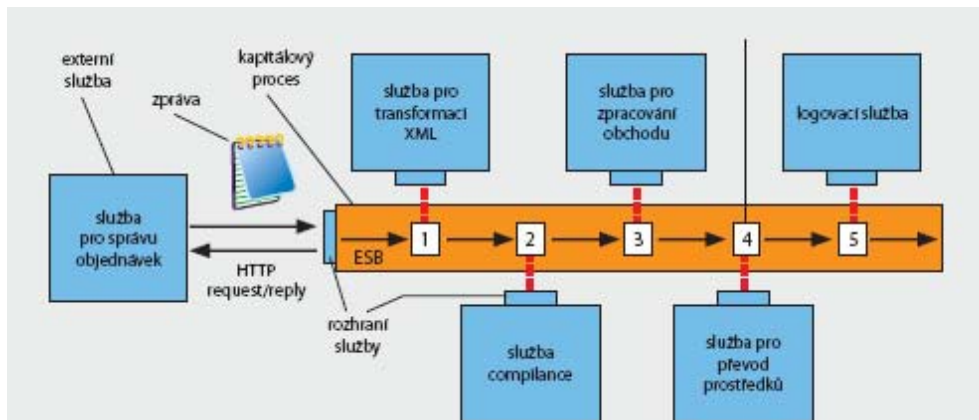 externí
služba
zpráva
kapitálový
proces
služba pro
transformaci
XML
služba pro
zpracování
obchodu
logovací služba
služba
pro správu
objednávek
HTTP
request/reply
ESB
1
2
3
4
5
rozhraní
služby
služba
compilance
služba pro
převod
prostředků